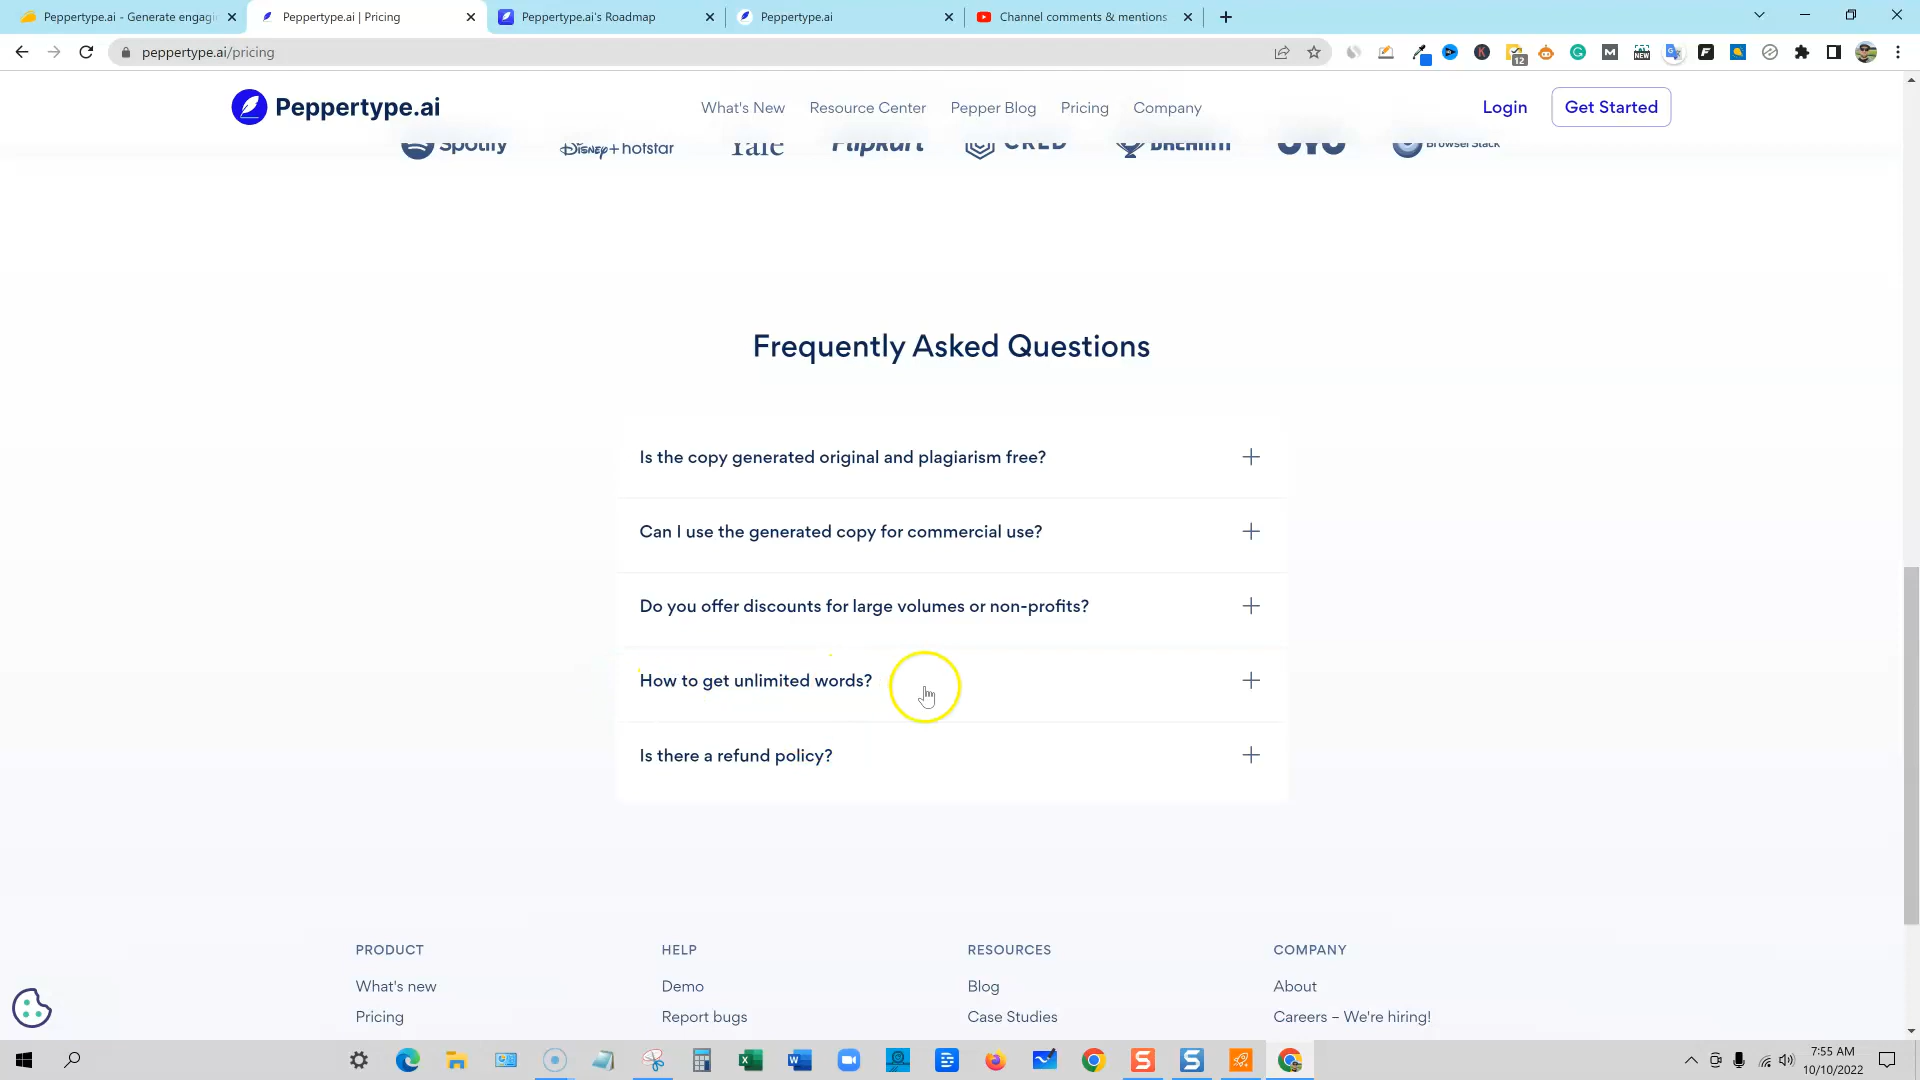 Peppertype.ai - Generate engagi
Peppertype.ai | Pricing
Peppertype.ai's Roadmap
Peppertype.ai
Channel comments & mentions
peppertype.ai/pricing
12
NEW
Peppertype.ai
What's New
Resource Center
Pepper Blog
Pricing
Company
Login
Get Started
Spotify
Disney+ hotstar
Yale
Flipkart
CRED
DREAM11
OYO
BrowserStack
Frequently Asked Questions
Is the copy generated original and plagiarism free?
Can I use the generated copy for commercial use?
Do you offer discounts for large volumes or non-profits?
How to get unlimited words?
Is there a refund policy?
PRODUCT
HELP
RESOURCES
COMPANY
What's new
Demo
Blog
About
Pricing
Report bugs
Case Studies
Careers – We're hiring!
7:55 AM
10/10/2022